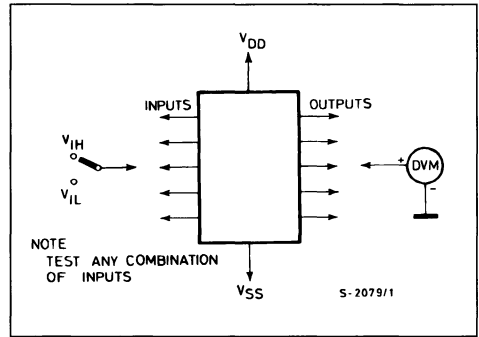 VDD
INPUTS
OUTPUTS
VIH
+ DVM
−
VIL
NOTE
TEST ANY COMBINATION
OF INPUTS
VSS
S-2079/1